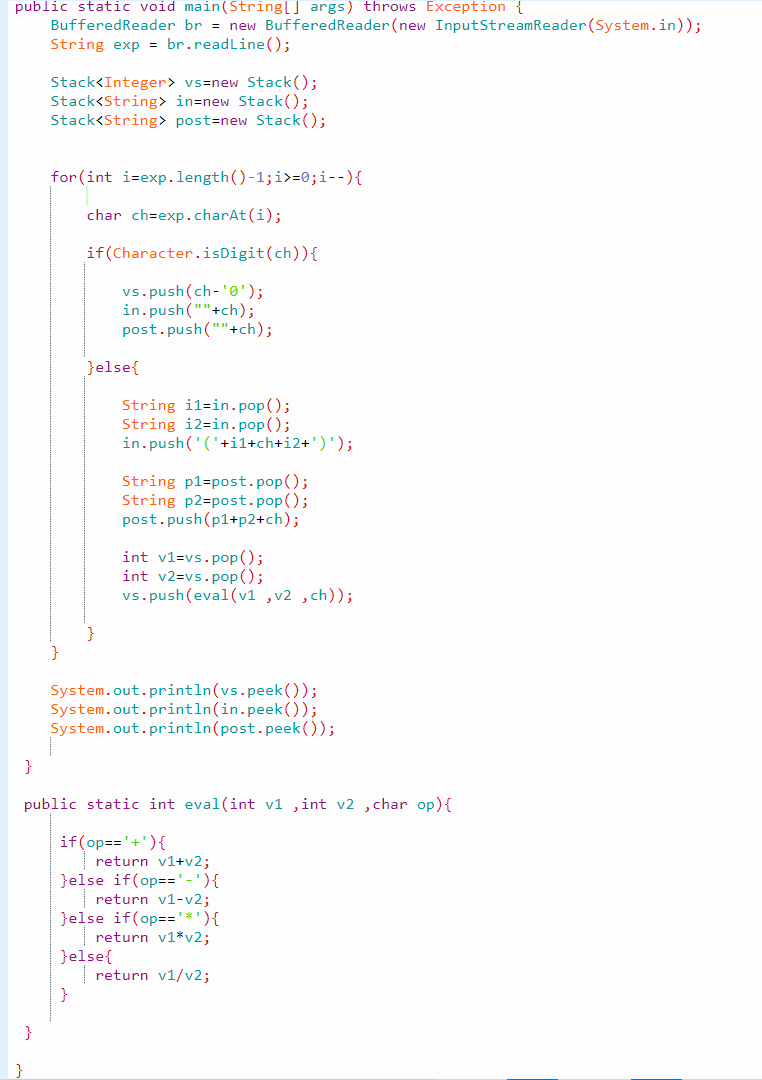 public static void main(String[] args) throws Exception {
BufferedReader br = new BufferedReader(new InputStreamReader(System.in));
String exp = br.readLine();
Stack<Integer> vs=new Stack();
Stack<String> in=new Stack();
Stack<String> post=new Stack();
for(int i=exp.length()-1;i>=0;i--){
char ch=exp.charAt(i);
if(Character.isDigit(ch)){
vs.push(ch-'0');
in.push(""+ch);
post.push(""+ch);
}else{
String i1=in.pop();
String i2=in.pop();
in.push('('+i1+ch+i2+')');
String p1=post.pop();
String p2=post.pop();
post.push(p1+p2+ch);
int v1=vs.pop();
int v2=vs.pop();
vs.push(eval(v1 ,v2 ,ch));
}
}
System.out.println(vs.peek());
System.out.println(in.peek());
System.out.println(post.peek());
}
public static int eval(int v1 ,int v2 ,char op){
if(op=='+'){
return v1+v2;
}else if(op=='-'){
return v1-v2;
}else if(op=='*'){
return v1*v2;
}else{
return v1/v2;
}
}
}